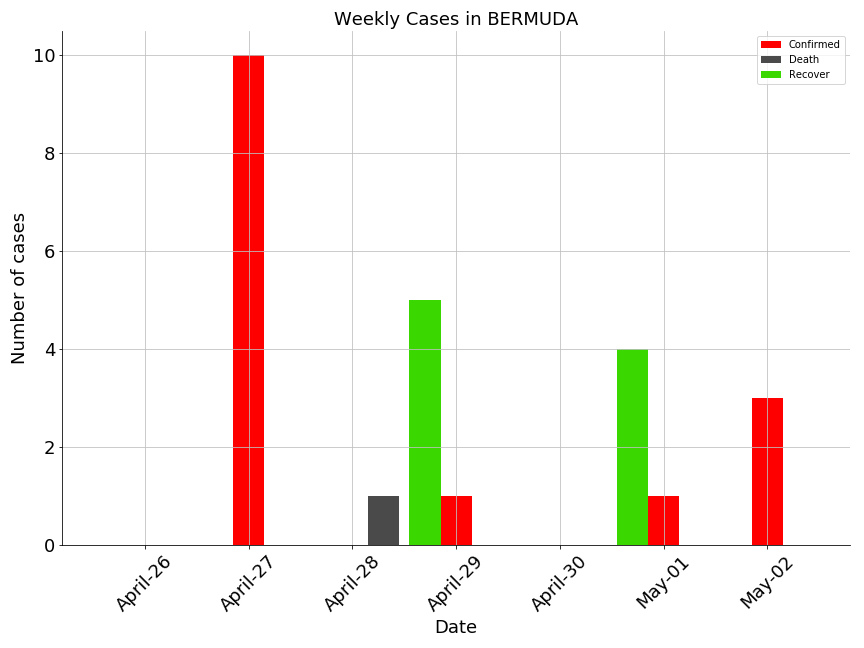 Weekly Cases in BERMUDA
Confirmed
Death
Recover
Number of cases
10
8
6
4
2
0
April-26
April-27
April-28
April-29
April-30
May-01
May-02
Date